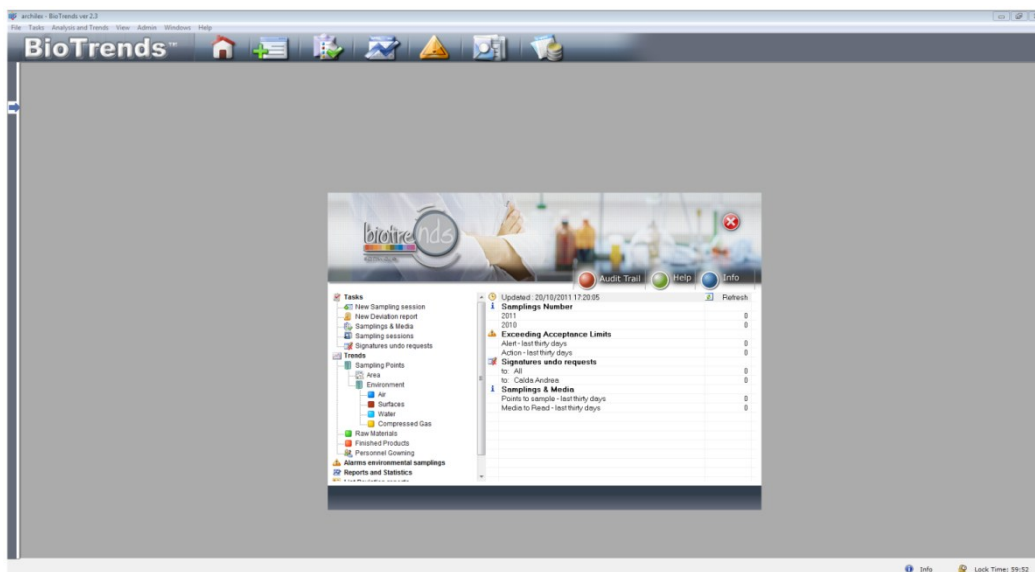 archilex - BioTrends ver 2.3
File Tasks Analysis and Trends View Admin Windows Help
BioTrends™
biotrends
Audit Trail Help Info
Tasks
New Sampling session
New Deviation report
Samplings & Media
Sampling sessions
Signatures undo requests
Trends
Sampling Points
Area
Environment
Air
Surfaces
Water
Compressed Gas
Raw Materials
Finished Products
Personnel Gowning
Alarms environmental samplings
Reports and Statistics
List Deviation reports
Updated : 20/10/2011 17:20:05 Refresh
Samplings Number
2011 0
2010 0
Exceeding Acceptance Limits
Alert - last thirty days 0
Action - last thirty days 0
Signatures undo requests
to: All 0
to: Calda Andrea 0
Samplings & Media
Points to sample - last thirty days 0
Media to Read - last thirty days 0
Info Lock Time: 59:52